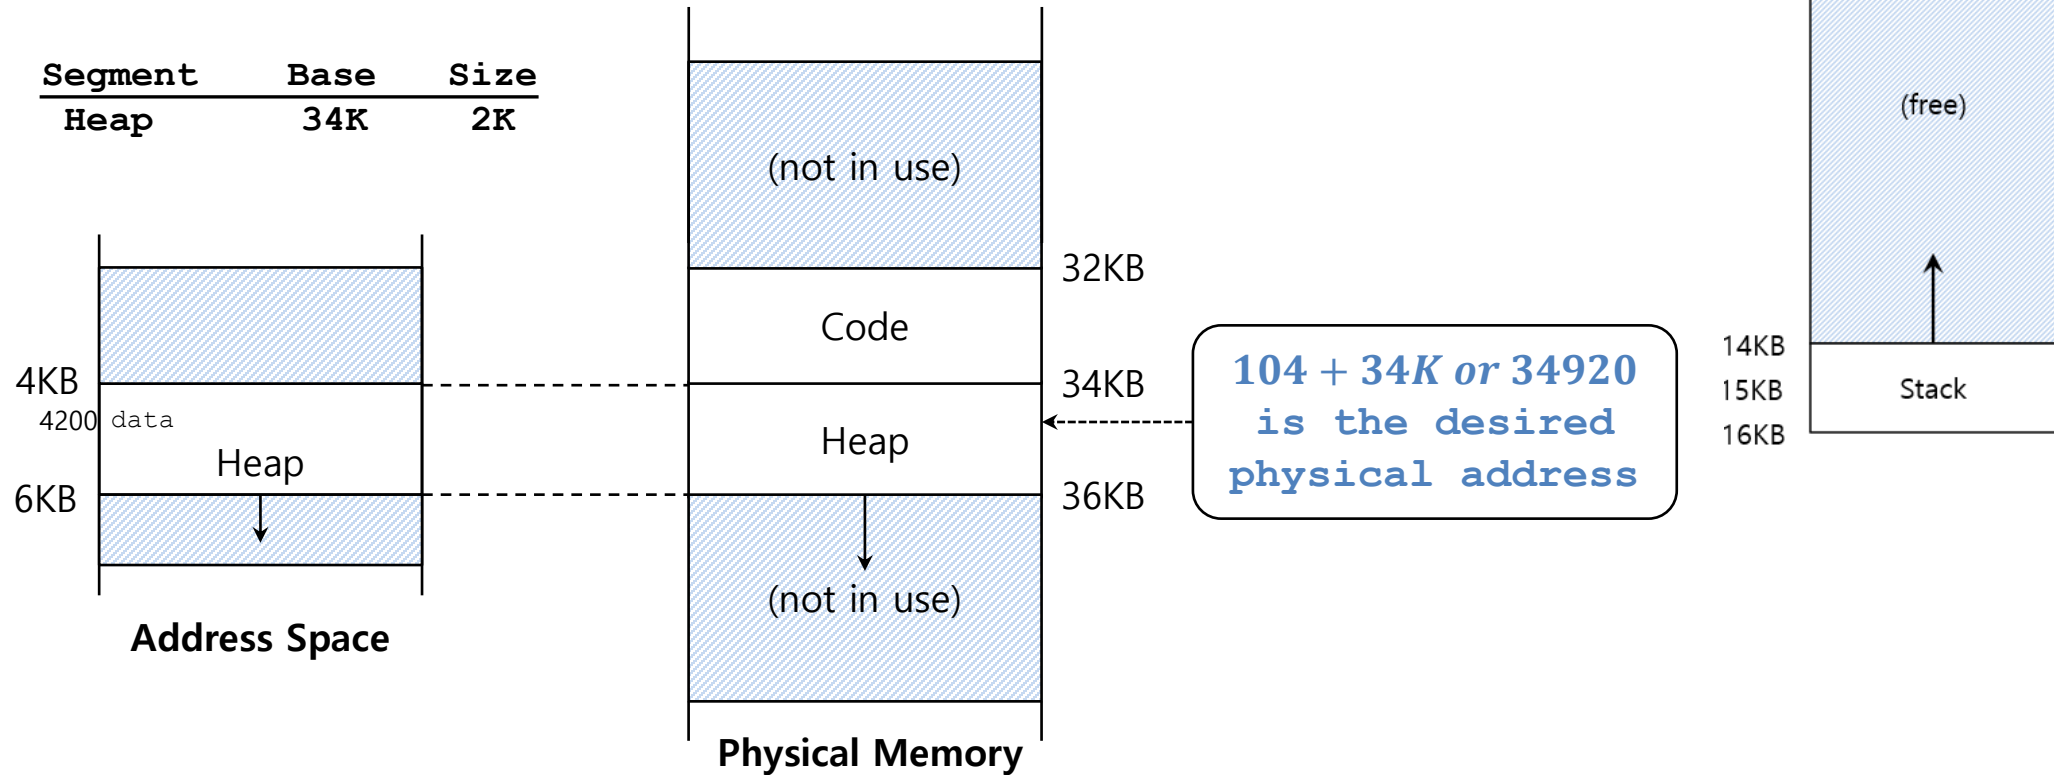 Segment Base Size
Heap 34K 2K
4KB
4200 data
Heap
6KB
Address Space
(not in use)
32KB
Code
34KB
Heap
36KB
(not in use)
Physical Memory
104 + 34K or 34920
is the desired
physical address
(free)
14KB
15KB Stack
16KB